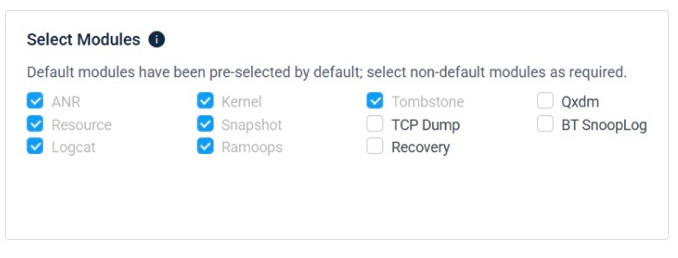 Select Modules i
Default modules have been pre-selected by default; select non-default modules as required.
ANR Kernel Tombstone Qxdm
Resource Snapshot TCP Dump BT SnoopLog
Logcat Ramoops Recovery